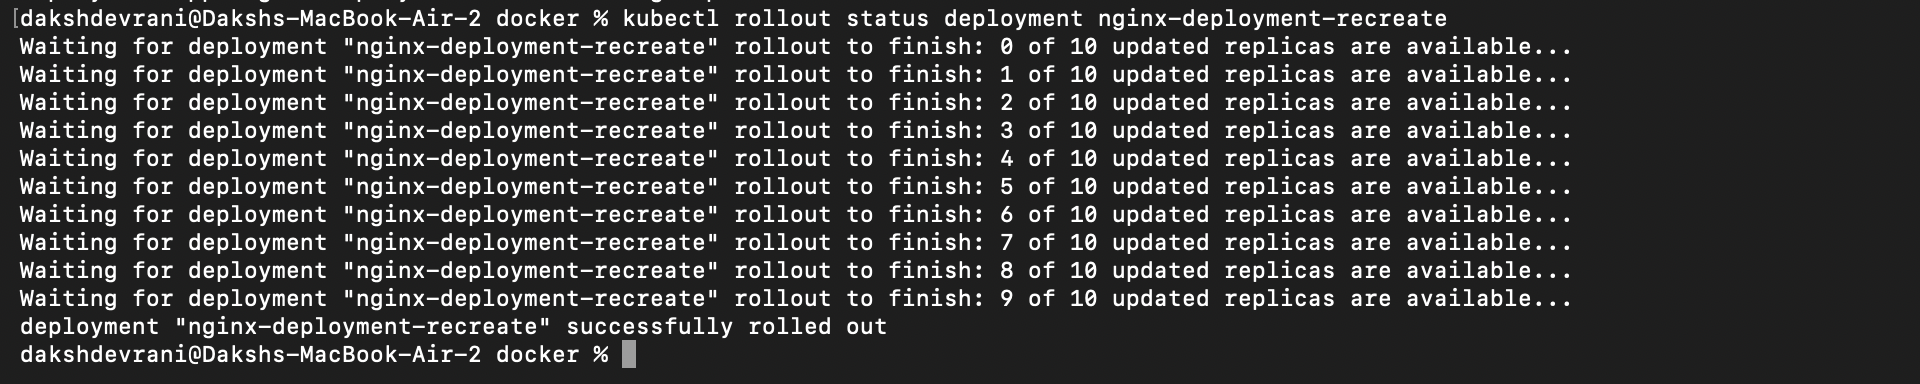 [dakshdevrani@Dakshs-MacBook-Air-2 docker % kubectl rollout status deployment nginx-deployment-recreate
Waiting for deployment "nginx-deployment-recreate" rollout to finish: 0 of 10 updated replicas are available...
Waiting for deployment "nginx-deployment-recreate" rollout to finish: 1 of 10 updated replicas are available...
Waiting for deployment "nginx-deployment-recreate" rollout to finish: 2 of 10 updated replicas are available...
Waiting for deployment "nginx-deployment-recreate" rollout to finish: 3 of 10 updated replicas are available...
Waiting for deployment "nginx-deployment-recreate" rollout to finish: 4 of 10 updated replicas are available...
Waiting for deployment "nginx-deployment-recreate" rollout to finish: 5 of 10 updated replicas are available...
Waiting for deployment "nginx-deployment-recreate" rollout to finish: 6 of 10 updated replicas are available...
Waiting for deployment "nginx-deployment-recreate" rollout to finish: 7 of 10 updated replicas are available...
Waiting for deployment "nginx-deployment-recreate" rollout to finish: 8 of 10 updated replicas are available...
Waiting for deployment "nginx-deployment-recreate" rollout to finish: 9 of 10 updated replicas are available...
deployment "nginx-deployment-recreate" successfully rolled out
dakshdevrani@Dakshs-MacBook-Air-2 docker %